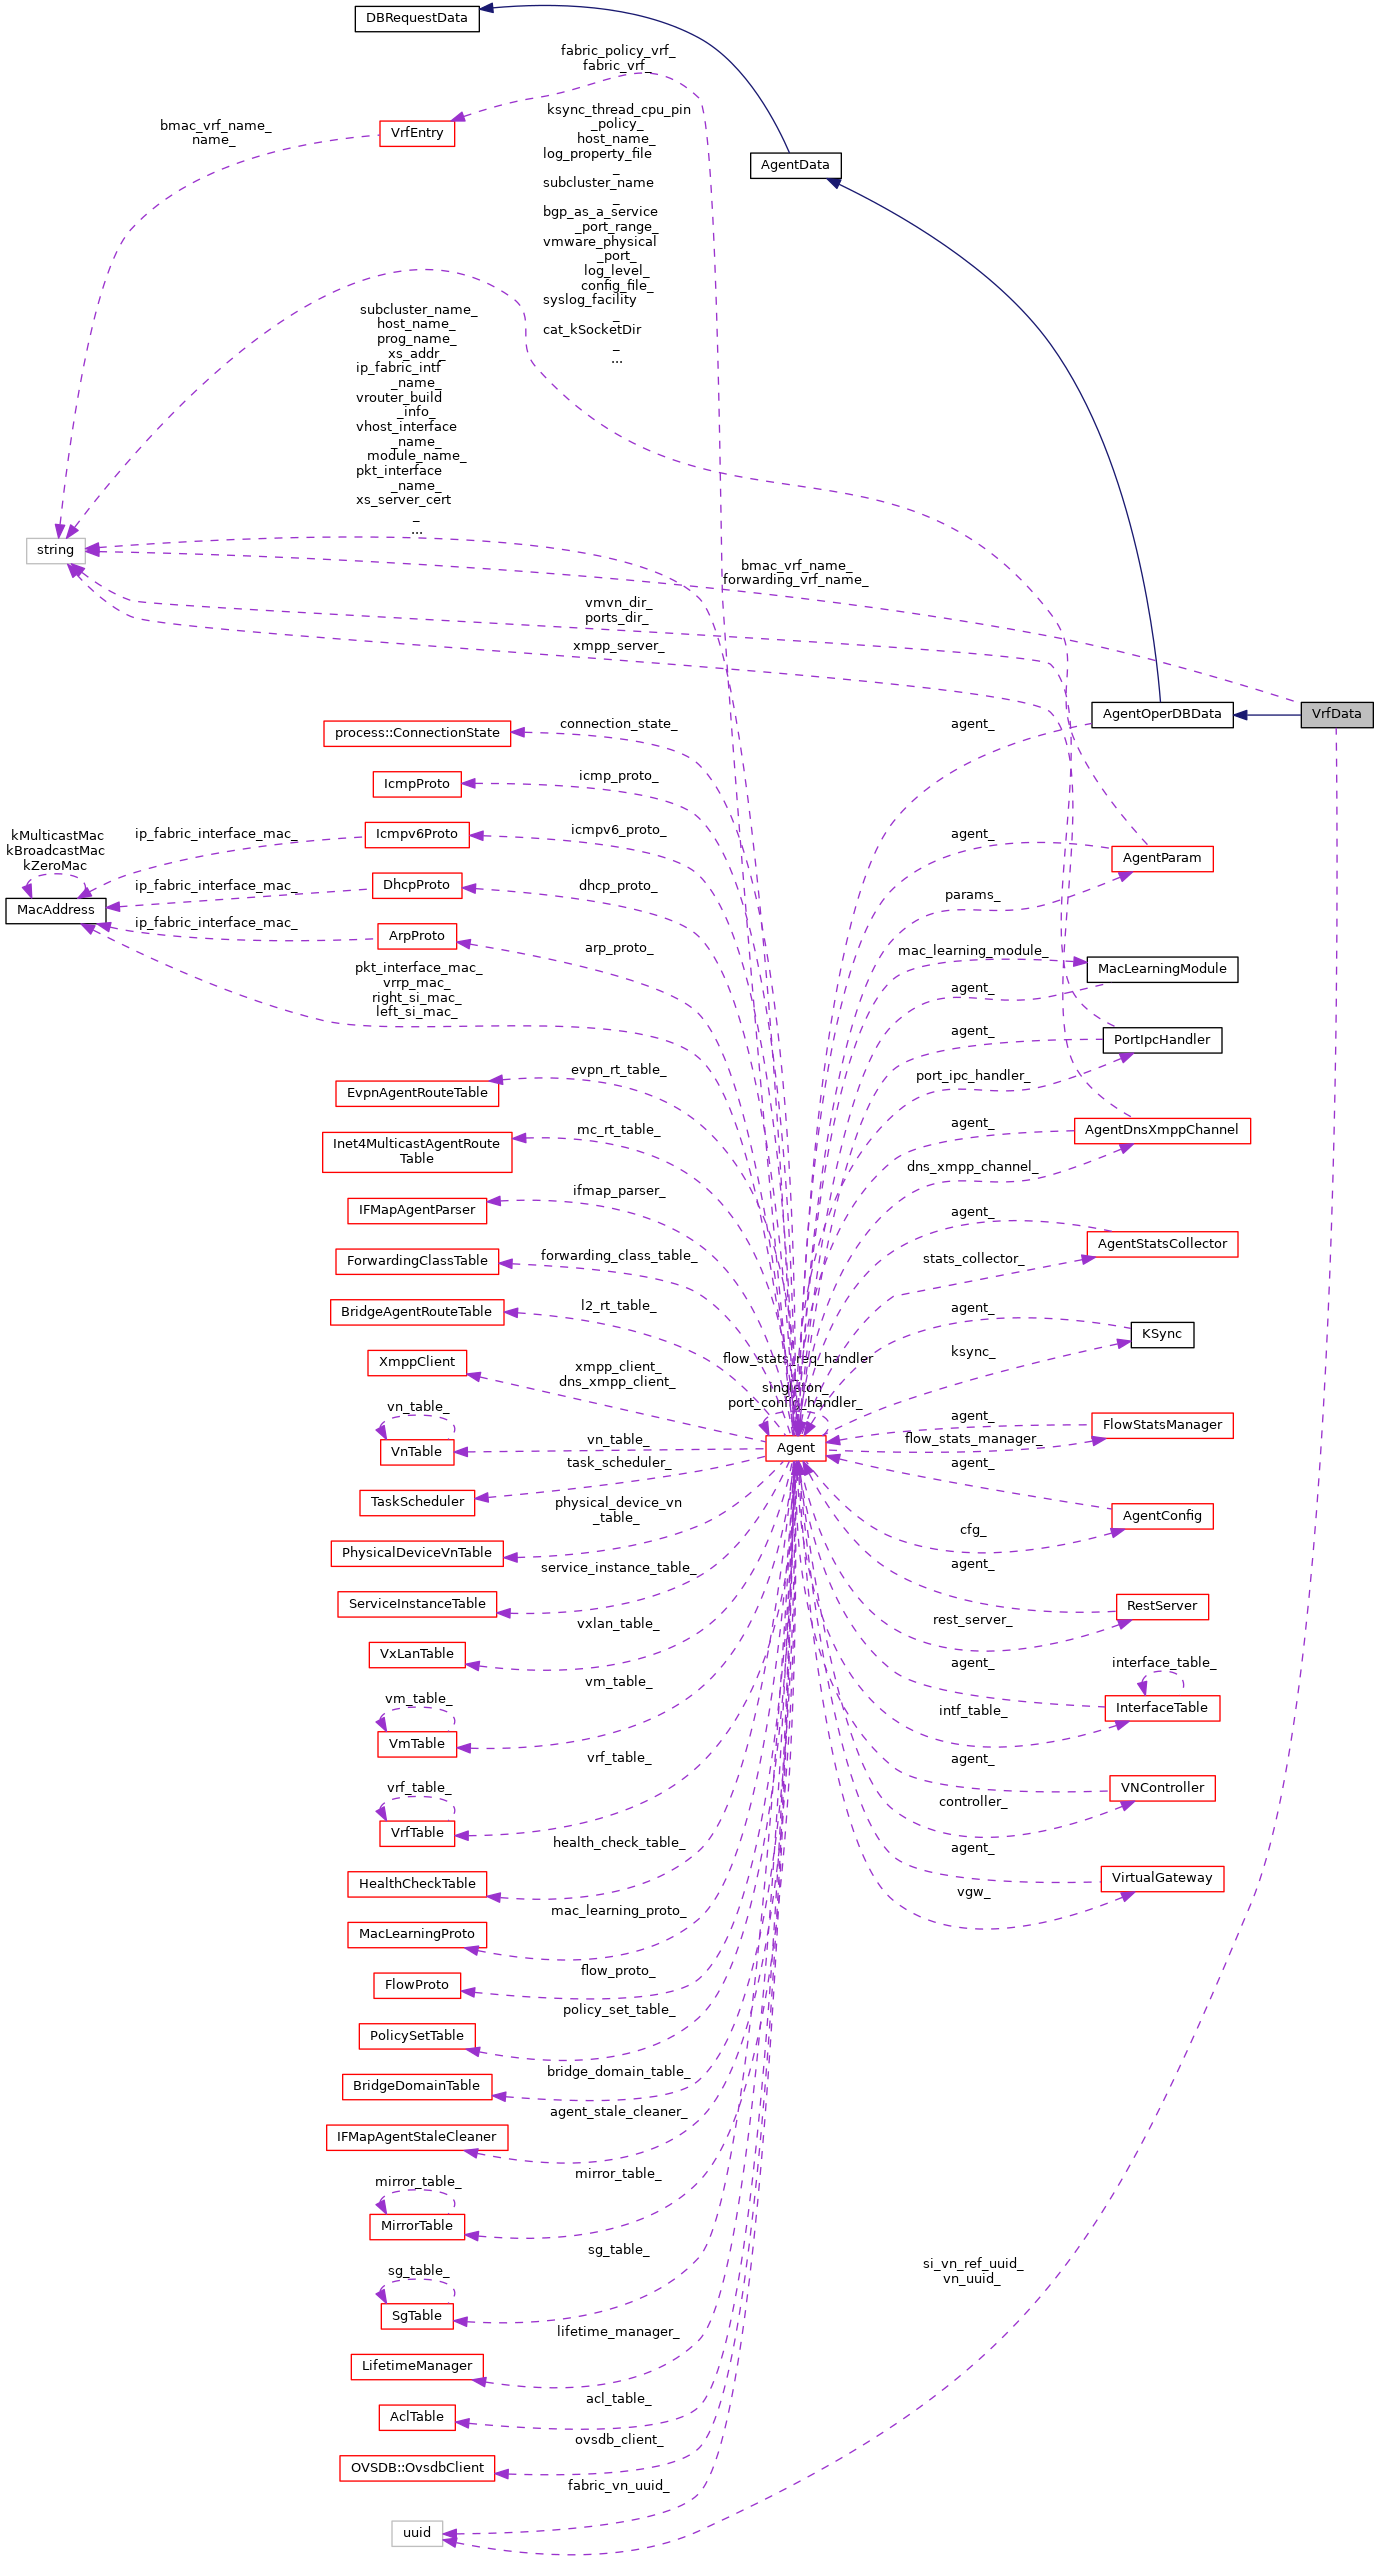 DBRequestData
fabric_policy_vrf_
fabric_vrf_
ksync_thread_cpu_pin
_policy_
host_name_
log_property_file
_
subcluster_name
_
bgp_as_a_service
_port_range_
vmware_physical
_port_
log_level_
config_file_
syslog_facility
_
cat_kSocketDir
_
...
bmac_vrf_name_
name_
VrfEntry
AgentData
subcluster_name_
host_name_
prog_name_
xs_addr_
ip_fabric_intf
_name_
vrouter_build
_info_
vhost_interface
_name_
module_name_
pkt_interface
_name_
xs_server_cert
_
...
string
bmac_vrf_name_
forwarding_vrf_name_
vmvn_dir_
ports_dir_
xmpp_server_
AgentOperDBData
VrfData
process::ConnectionState
connection_state_
agent_
IcmpProto
icmp_proto_
kMulticastMac
kBroadcastMac
kZeroMac
ip_fabric_interface_mac_
Icmpv6Proto
icmpv6_proto_
agent_
AgentParam
ip_fabric_interface_mac_
DhcpProto
dhcp_proto_
params_
MacAddress
ip_fabric_interface_mac_
ArpProto
arp_proto_
mac_learning_module_
MacLearningModule
pkt_interface_mac_
vrrp_mac_
right_si_mac_
left_si_mac_
agent_
agent_
PortIpcHandler
EvpnAgentRouteTable
evpn_rt_table_
port_ipc_handler_
Inet4MulticastAgentRoute
Table
mc_rt_table_
agent_
AgentDnsXmppChannel
dns_xmpp_channel_
IFMapAgentParser
ifmap_parser_
agent_
AgentStatsCollector
ForwardingClassTable
forwarding_class_table_
stats_collector_
BridgeAgentRouteTable
l2_rt_table_
agent_
KSync
ksync_
XmppClient
xmpp_client_
dns_xmpp_client_
flow_stats_req_handler
_
singleton_
port_config_handler_
vn_table_
VnTable
vn_table_
Agent
agent_
flow_stats_manager_
FlowStatsManager
agent_
TaskScheduler
task_scheduler_
AgentConfig
cfg_
PhysicalDeviceVnTable
physical_device_vn
_table_
agent_
ServiceInstanceTable
service_instance_table_
RestServer
rest_server_
VxLanTable
vxlan_table_
agent_
interface_table_
InterfaceTable
vm_table_
VmTable
vm_table_
intf_table_
agent_
VNController
vrf_table_
VrfTable
vrf_table_
controller_
agent_
HealthCheckTable
health_check_table_
VirtualGateway
vgw_
MacLearningProto
mac_learning_proto_
FlowProto
flow_proto_
PolicySetTable
policy_set_table_
BridgeDomainTable
bridge_domain_table_
IFMapAgentStaleCleaner
agent_stale_cleaner_
mirror_table_
MirrorTable
mirror_table_
sg_table_
SgTable
sg_table_
si_vn_ref_uuid_
vn_uuid_
LifetimeManager
lifetime_manager_
AclTable
acl_table_
OVSDB::OvsdbClient
ovsdb_client_
fabric_vn_uuid_
uuid